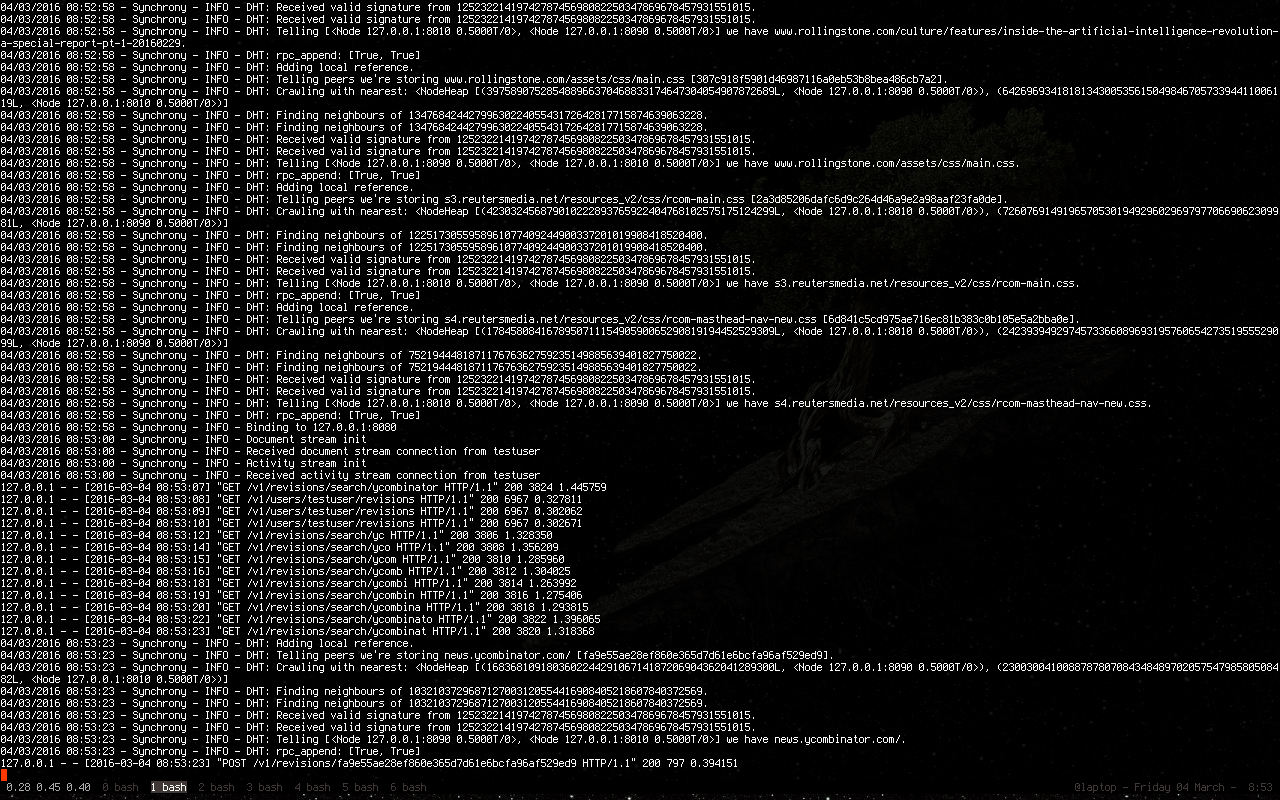 04/03/2016 08:52:58 - Synchrony - INFO - DHT: Received valid signature from 1252322141974278745698082250347869678457931551015.
04/03/2016 08:52:58 - Synchrony - INFO - DHT: Received valid signature from 1252322141974278745698082250347869678457931551015.
04/03/2016 08:52:58 - Synchrony - INFO - DHT: Telling [<Node 127.0.0.1:8010 0.5000T/0>, <Node 127.0.0.1:8090 0.5000T/0>] we have www.rollingstone.com/culture/features/inside-the-artificial-intelligence-revolution-
a-special-report-pt-1-20160229.
04/03/2016 08:52:58 - Synchrony - INFO - DHT: rpc_append: [True, True]
04/03/2016 08:52:58 - Synchrony - INFO - DHT: Adding local reference.
04/03/2016 08:52:58 - Synchrony - INFO - DHT: Telling peers we're storing www.rollingstone.com/assets/css/main.css [307c918f5901d46987116a0eb53b8bea486cb7a2].
04/03/2016 08:52:58 - Synchrony - INFO - DHT: Crawling with nearest: <NodeHeap [(397589075285488966370468833174647304054907872689L, <Node 127.0.0.1:8090 0.5000T/0>), (642696934181813430053561504984670573394411006​1
19L, <Node 127.0.0.1:8010 0.5000T/0>)]
04/03/2016 08:52:58 - Synchrony - INFO - DHT: Finding neighbours of 1347684244279963022405543172642817715874639063228.
04/03/2016 08:52:58 - Synchrony - INFO - DHT: Finding neighbours of 1347684244279963022405543172642817715874639063228.
04/03/2016 08:52:58 - Synchrony - INFO - DHT: Received valid signature from 1252322141974278745698082250347869678457931551015.
04/03/2016 08:52:58 - Synchrony - INFO - DHT: Received valid signature from 1252322141974278745698082250347869678457931551015.
04/03/2016 08:52:58 - Synchrony - INFO - DHT: Telling [<Node 127.0.0.1:8090 0.5000T/0>, <Node 127.0.0.1:8010 0.5000T/0>] we have www.rollingstone.com/assets/css/main.css.
04/03/2016 08:52:58 - Synchrony - INFO - DHT: rpc_append: [True, True]
04/03/2016 08:52:58 - Synchrony - INFO - DHT: Adding local reference.
04/03/2016 08:52:58 - Synchrony - INFO - DHT: Telling peers we're storing s3.reutersmedia.net/resources_v2/css/rcom-main.css [2a3d85206dafc6d9c264d46a9e2a98aaf23fa0de].
04/03/2016 08:52:58 - Synchrony - INFO - DHT: Crawling with nearest: <NodeHeap [(423032456879010222893765922404768102575175124299L, <Node 127.0.0.1:8010 0.5000T/0>), (726076914919657053019492960296979770669062309​9
81L, <Node 127.0.0.1:8090 0.5000T/0>)]
04/03/2016 08:52:58 - Synchrony - INFO - DHT: Finding neighbours of 122517305595896107740924490033720101990841852​0400.
04/03/2016 08:52:58 - Synchrony - INFO - DHT: Finding neighbours of 122517305595896107740924490033720101990841852​0400.
04/03/2016 08:52:58 - Synchrony - INFO - DHT: Received valid signature from 1252322141974278745698082250347869678457931551015.
04/03/2016 08:52:58 - Synchrony - INFO - DHT: Received valid signature from 1252322141974278745698082250347869678457931551015.
04/03/2016 08:52:58 - Synchrony - INFO - DHT: Telling [<Node 127.0.0.1:8010 0.5000T/0>, <Node 127.0.0.1:8090 0.5000T/0>] we have s3.reutersmedia.net/resources_v2/css/rcom-main.css.
04/03/2016 08:52:58 - Synchrony - INFO - DHT: rpc_append: [True, True]
04/03/2016 08:52:58 - Synchrony - INFO - DHT: Adding local reference.
04/03/2016 08:52:58 - Synchrony - INFO - DHT: Telling peers we're storing s4.reutersmedia.net/resources_v2/css/rcom-masthead-nav-new.css [6d841c5cd975ae716ec81b383c0b105e5a2bba0e].
04/03/2016 08:52:58 - Synchrony - INFO - DHT: Crawling with nearest: <NodeHeap [(178458084167895071115490590066529081919445252​9309L, <Node 127.0.0.1:8010 0.5000T/0>), (242393949297457336608969319576065427351955529​0
99L, <Node 127.0.0.1:8090 0.5000T/0>)]
04/03/2016 08:52:58 - Synchrony - INFO - DHT: Finding neighbours of 752194448187117676362759235149885639401827750022.
04/03/2016 08:52:58 - Synchrony - INFO - DHT: Finding neighbours of 752194448187117676362759235149885639401827750022.
04/03/2016 08:52:58 - Synchrony - INFO - DHT: Received valid signature from 1252322141974278745698082250347869678457931551015.
04/03/2016 08:52:58 - Synchrony - INFO - DHT: Received valid signature from 1252322141974278745698082250347869678457931551015.
04/03/2016 08:52:58 - Synchrony - INFO - DHT: Telling [<Node 127.0.0.1:8010 0.5000T/0>, <Node 127.0.0.1:8090 0.5000T/0>] we have s4.reutersmedia.net/resources_v2/css/rcom-masthead-nav-new.css.
04/03/2016 08:52:58 - Synchrony - INFO - DHT: rpc_append: [True, True]
04/03/2016 08:52:58 - Synchrony - INFO - Binding to 127.0.0.1:8080
04/03/2016 08:53:00 - Synchrony - INFO - Document stream init
04/03/2016 08:53:00 - Synchrony - INFO - Received document stream connection from testuser
04/03/2016 08:53:00 - Synchrony - INFO - Activity stream init
04/03/2016 08:53:00 - Synchrony - INFO - Received activity stream connection from testuser
127.0.0.1 - - [2016-03-04 08:53:07] "GET /v1/revisions/search/ycombinator HTTP/1.1" 200 3824 1.445759
127.0.0.1 - - [2016-03-04 08:53:08] "GET /v1/users/testuser/revisions HTTP/1.1" 200 6967 0.327811
127.0.0.1 - - [2016-03-04 08:53:09] "GET /v1/users/testuser/revisions HTTP/1.1" 200 6967 0.302062
127.0.0.1 - - [2016-03-04 08:53:10] "GET /v1/users/testuser/revisions HTTP/1.1" 200 6967 0.302671
127.0.0.1 - - [2016-03-04 08:53:12] "GET /v1/revisions/search/yc HTTP/1.1" 200 3806 1.328350
127.0.0.1 - - [2016-03-04 08:53:14] "GET /v1/revisions/search/yco HTTP/1.1" 200 3808 1.356209
127.0.0.1 - - [2016-03-04 08:53:15] "GET /v1/revisions/search/ycom HTTP/1.1" 200 3810 1.285960
127.0.0.1 - - [2016-03-04 08:53:16] "GET /v1/revisions/search/ycomb HTTP/1.1" 200 3812 1.304025
127.0.0.1 - - [2016-03-04 08:53:18] "GET /v1/revisions/search/ycombi HTTP/1.1" 200 3814 1.263992
127.0.0.1 - - [2016-03-04 08:53:19] "GET /v1/revisions/search/ycombin HTTP/1.1" 200 3816 1.275406
127.0.0.1 - - [2016-03-04 08:53:20] "GET /v1/revisions/search/ycombina HTTP/1.1" 200 3818 1.293815
127.0.0.1 - - [2016-03-04 08:53:22] "GET /v1/revisions/search/ycombinato HTTP/1.1" 200 3822 1.396065
127.0.0.1 - - [2016-03-04 08:53:23] "GET /v1/revisions/search/ycombinat HTTP/1.1" 200 3820 1.318368
04/03/2016 08:53:23 - Synchrony - INFO - DHT: Adding local reference.
04/03/2016 08:53:23 - Synchrony - INFO - DHT: Telling peers we're storing news.ycombinator.com/ [fa9e55ae28ef860e365d7d61e6bcfa96af529ed9].
04/03/2016 08:53:23 - Synchrony - INFO - DHT: Crawling with nearest: <NodeHeap [(168368109180360224429106714187206904362041289300L, <Node 127.0.0.1:8090 0.5000T/0>), (230030041008878780708434848970205754798580508​4
82L, <Node 127.0.0.1:8010 0.5000T/0>)]
04/03/2016 08:53:23 - Synchrony - INFO - DHT: Finding neighbours of 1032103729687127003120554416908405218607840372569.
04/03/2016 08:53:23 - Synchrony - INFO - DHT: Finding neighbours of 1032103729687127003120554416908405218607840372569.
04/03/2016 08:53:23 - Synchrony - INFO - DHT: Received valid signature from 1252322141974278745698082250347869678457931551015.
04/03/2016 08:53:23 - Synchrony - INFO - DHT: Received valid signature from 1252322141974278745698082250347869678457931551015.
04/03/2016 08:53:23 - Synchrony - INFO - DHT: Telling [<Node 127.0.0.1:8090 0.5000T/0>, <Node 127.0.0.1:8010 0.5000T/0>] we have news.ycombinator.com/.
04/03/2016 08:53:23 - Synchrony - INFO - DHT: rpc_append: [True, True]
127.0.0.1 - - [2016-03-04 08:53:23] "POST /v1/revisions/fa9e55ae28ef860e365d7d61e6bcfa96af529ed9 HTTP/1.1" 200 797 0.394151
0.28 0.45 0.40 0 bash 1 bash 2 bash 3 bash 4 bash 5 bash 6 bash @laptop - Friday 04 March - 8:53